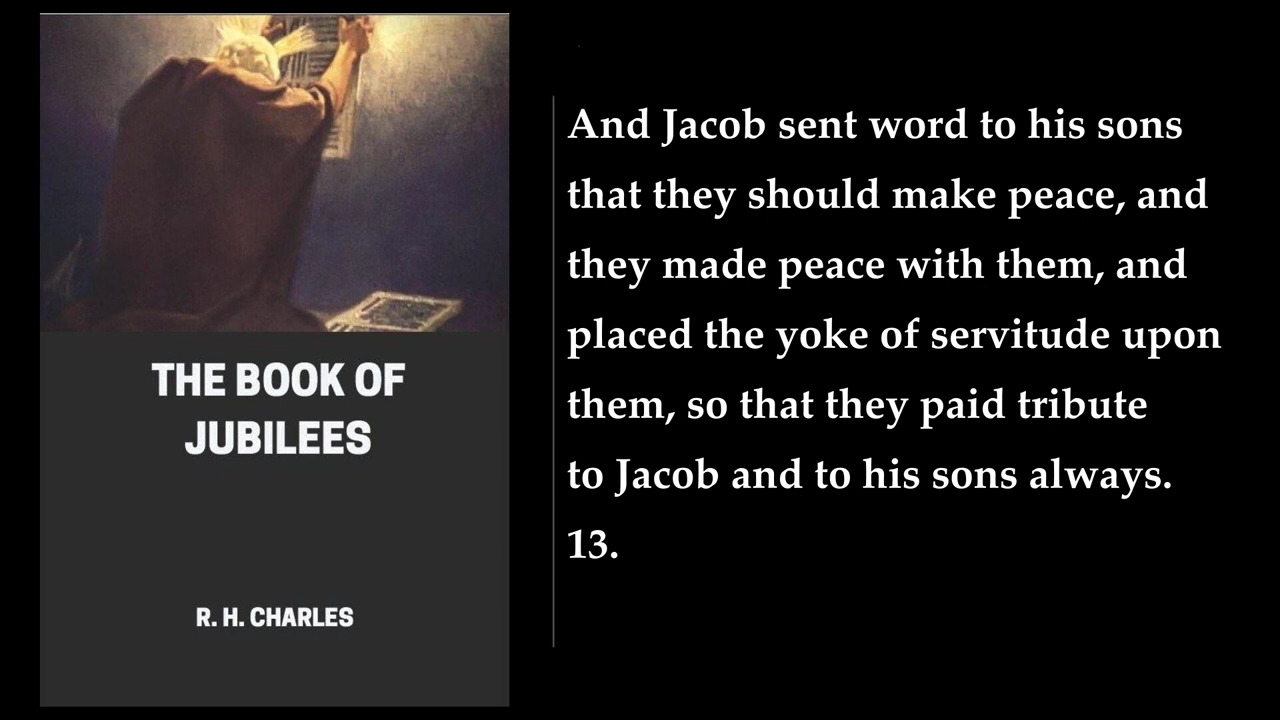 THE BOOK OF
JUBILEES
R. H. CHARLES
And Jacob sent word to his sons
that they should make peace, and
they made peace with them, and
placed the yoke of servitude upon
them, so that they paid tribute
to Jacob and to his sons always.
13.